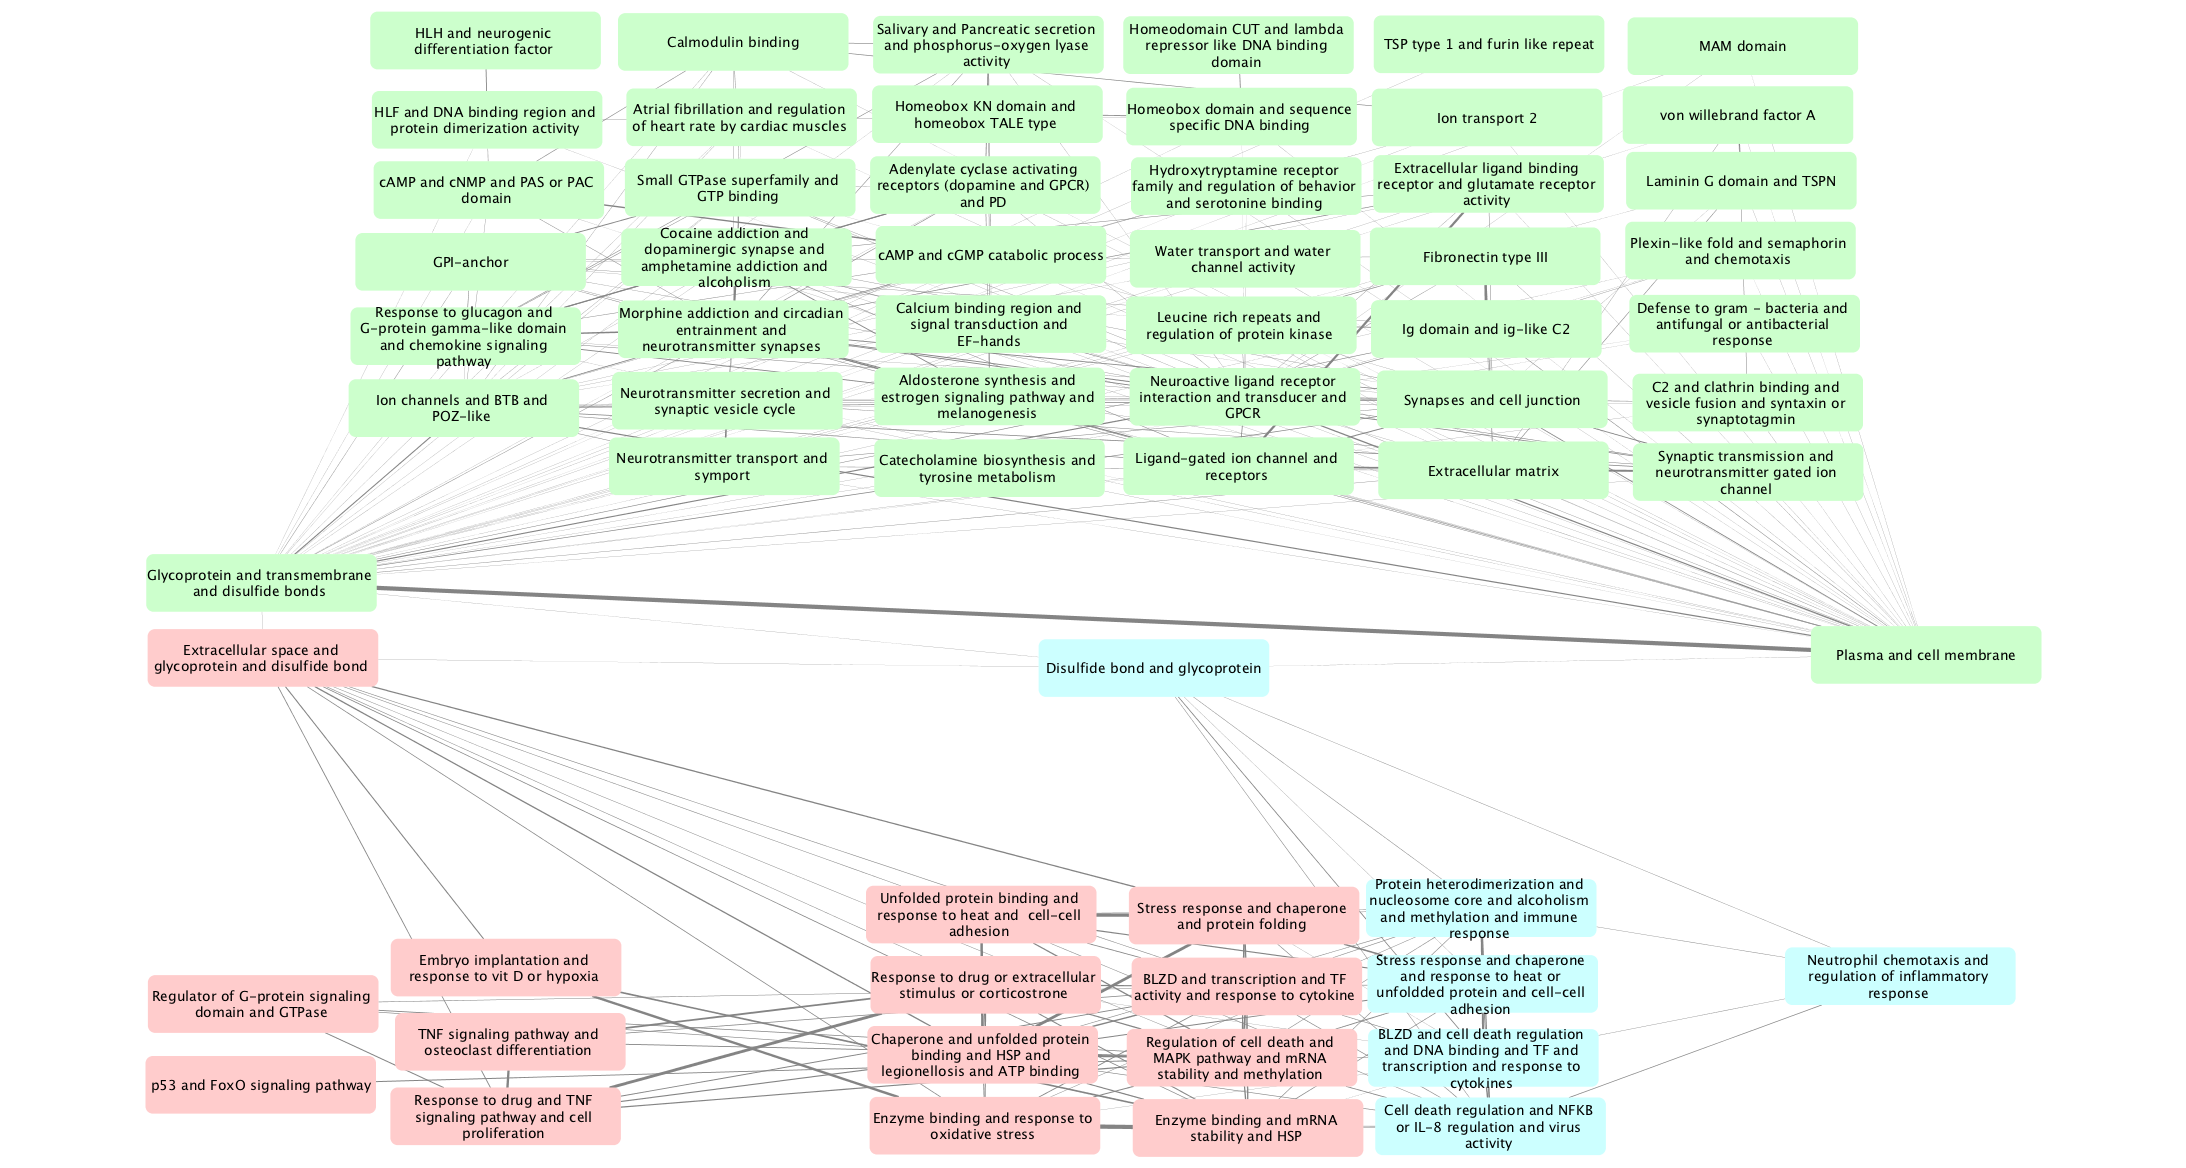 HLH and neurogenic
differentiation factor
Calmodulin binding
Salivary and Pancreatic secretion
and phosphorus-oxygen lyase
activity
Homeodomain CUT and lambda
repressor like DNA binding
domain
TSP type 1 and furin like repeat
MAM domain
HLF and DNA binding region and
protein dimerization activity
Atrial fibrillation and regulation
of heart rate by cardiac muscles
Homeobox KN domain and
homeobox TALE type
Homeobox domain and sequence
specific DNA binding
Ion transport 2
von willebrand factor A
cAMP and cNMP and PAS or PAC
domain
Small GTPase superfamily and
GTP binding
Adenylate cyclase activating
receptors (dopamine and GPCR)
and PD
Hydroxytryptamine receptor
family and regulation of behavior
and serotonine binding
Extracellular ligand binding
receptor and glutamate receptor
activity
Laminin G domain and TSPN
GPI-anchor
Cocaine addiction and
dopaminergic synapse and
amphetamine addiction and
alcoholism
cAMP and cGMP catabolic process
Water transport and water
channel activity
Fibronectin type III
Plexin-like fold and semaphorin
and chemotaxis
Response to glucagon and
G-protein gamma-like domain
and chemokine signaling
pathway
Morphine addiction and circadian
entrainment and
neurotransmitter synapses
Calcium binding region and
signal transduction and
EF-hands
Leucine rich repeats and
regulation of protein kinase
Ig domain and ig-like C2
Defense to gram - bacteria and
antifungal or antibacterial
response
Ion channels and BTB and
POZ-like
Neurotransmitter secretion and
synaptic vesicle cycle
Aldosterone synthesis and
estrogen signaling pathway and
melanogenesis
Neuroactive ligand receptor
interaction and transducer and
GPCR
Synapses and cell junction
C2 and clathrin binding and
vesicle fusion and syntaxin or
synaptotagmin
Neurotransmitter transport and
symport
Catecholamine biosynthesis and
tyrosine metabolism
Ligand-gated ion channel and
receptors
Extracellular matrix
Synaptic transmission and
neurotransmitter gated ion
channel
Glycoprotein and transmembrane
and disulfide bonds
Extracellular space and
glycoprotein and disulfide bond
Disulfide bond and glycoprotein
Plasma and cell membrane
Unfolded protein binding and
response to heat and cell-cell
adhesion
Stress response and chaperone
and protein folding
Protein heterodimerization and
nucleosome core and alcoholism
and methylation and immune
response
Embryo implantation and
response to vit D or hypoxia
Regulator of G-protein signaling
domain and GTPase
Response to drug or extracellular
stimulus or corticostrone
BLZD and transcription and TF
activity and response to cytokine
Stress response and chaperone
and response to heat or
unfoldded protein and cell-cell
adhesion
Neutrophil chemotaxis and
regulation of inflammatory
response
TNF signaling pathway and
osteoclast differentiation
Chaperone and unfolded protein
binding and HSP and
legionellosis and ATP binding
Regulation of cell death and
MAPK pathway and mRNA
stability and methylation
BLZD and cell death regulation
and DNA binding and TF and
transcription and response to
cytokines
p53 and FoxO signaling pathway
Response to drug and TNF
signaling pathway and cell
proliferation
Enzyme binding and response to
oxidative stress
Enzyme binding and mRNA
stability and HSP
Cell death regulation and NFKB
or IL-8 regulation and virus
activity